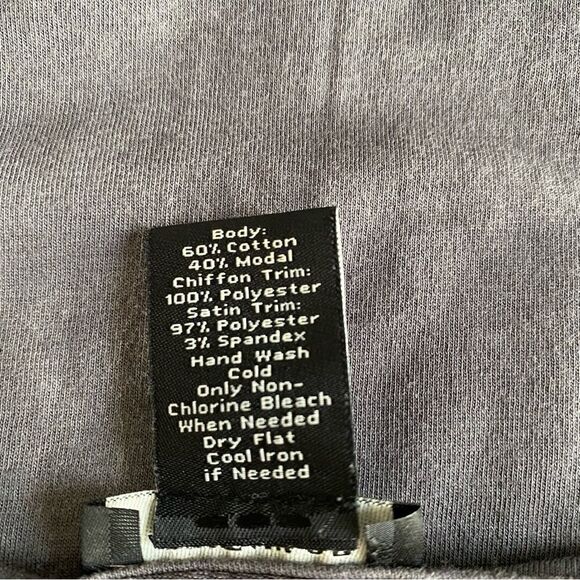 Body:
60% Cotton
40% Modal
Chiffon Trim:
100% Polyester
Satin Trim:
97% Polyester
3% Spandex
Hand Wash
Cold
Only Non-
Chlorine Bleach
When Needed
Dry Flat
Cool Iron
if Needed